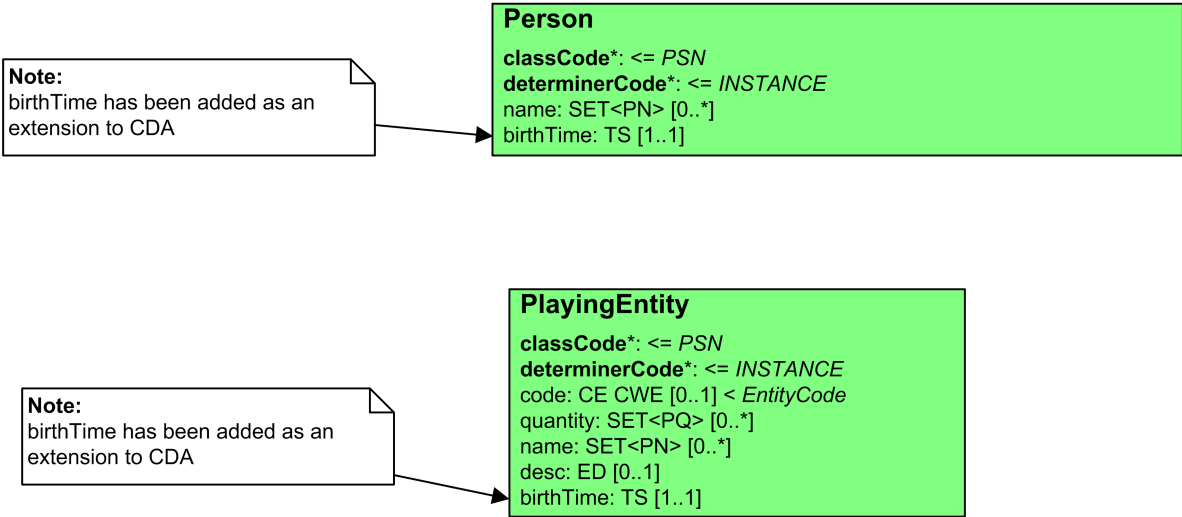 Person
classCode*: <= PSN
determinerCode*: <= INSTANCE
name: SET<PN> [0..*]
birthTime: TS [1..1]
Note:
birthTime has been added as an
extension to CDA
PlayingEntity
classCode*: <= PSN
determinerCode*: <= INSTANCE
code: CE CWE [0..1] < EntityCode
quantity: SET<PQ> [0..*]
name: SET<PN> [0..*]
desc: ED [0..1]
birthTime: TS [1..1]
Note:
birthTime has been added as an
extension to CDA